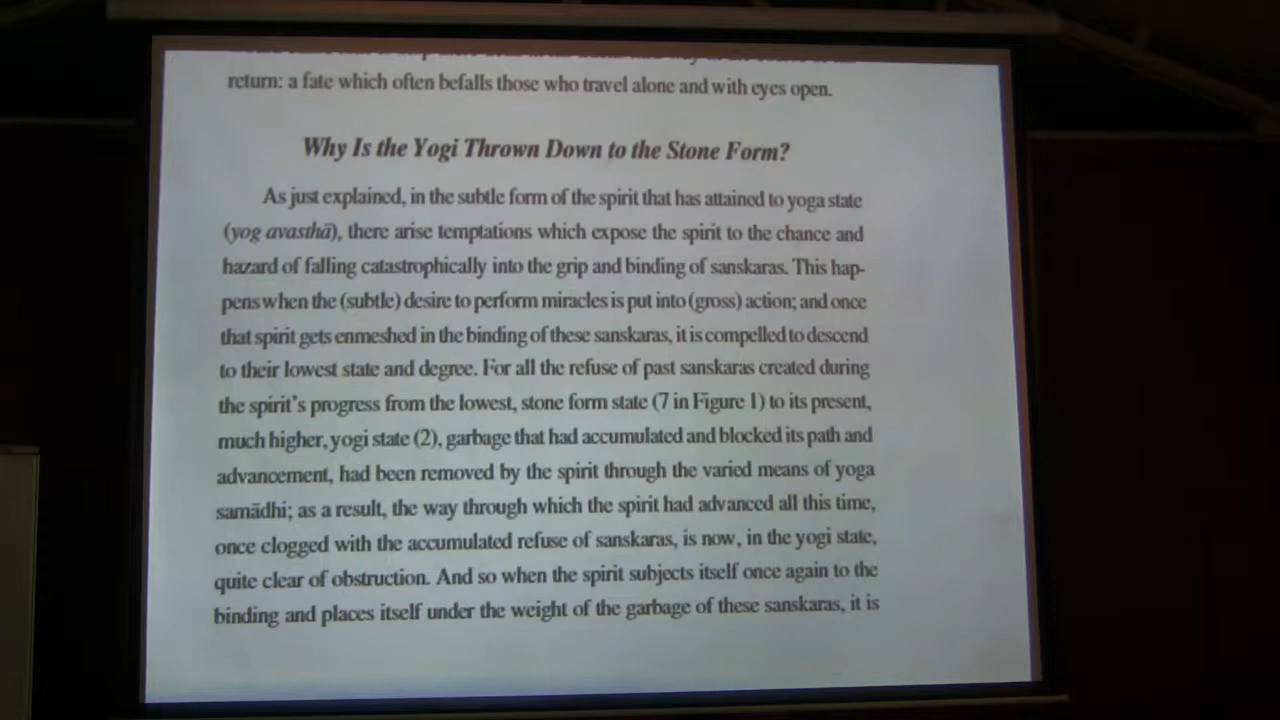 return: a fate which often befalls those who travel alone and with eyes open.
Why Is the Yogi Thrown Down to the Stone Form?
As just explained, in the subtle form of the spirit that has attained to yoga state
(yog avasthā), there arise temptations which expose the spirit to the chance and
hazard of falling catastrophically into the grip and binding of sanskaras. This hap-
pens when the (subtle) desire to perform miracles is put into (gross) action; and once
that spirit gets enmeshed in the binding of these sanskaras, it is compelled to descend
to their lowest state and degree. For all the refuse of past sanskaras created during
the spirit's progress from the lowest, stone form state (7 in Figure 1) to its present,
much higher, yogi state (2), garbage that had accumulated and blocked its path and
advancement, had been removed by the spirit through the varied means of yoga
samādhi; as a result, the way through which the spirit had advanced all this time,
once clogged with the accumulated refuse of sanskaras, is now, in the yogi state,
quite clear of obstruction. And so when the spirit subjects itself once again to the
binding and places itself under the weight of the garbage of these sanskaras, it is